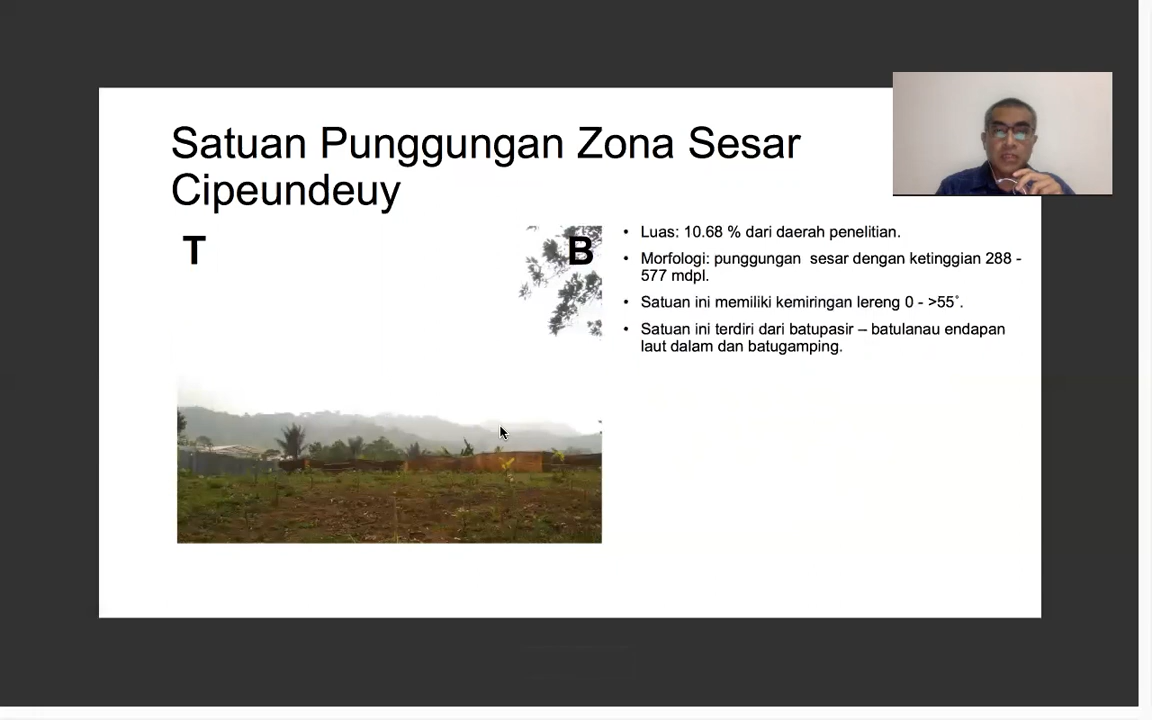 Satuan Punggungan Zona Sesar
Cipeundeuy
T
B
• Luas: 10.68 % dari daerah penelitian.
• Morfologi: punggungan sesar dengan ketinggian 288 -
577 mdpl.
• Satuan ini memiliki kemiringan lereng 0 - >55˚.
• Satuan ini terdiri dari batupasir – batulanau endapan
laut dalam dan batugamping.